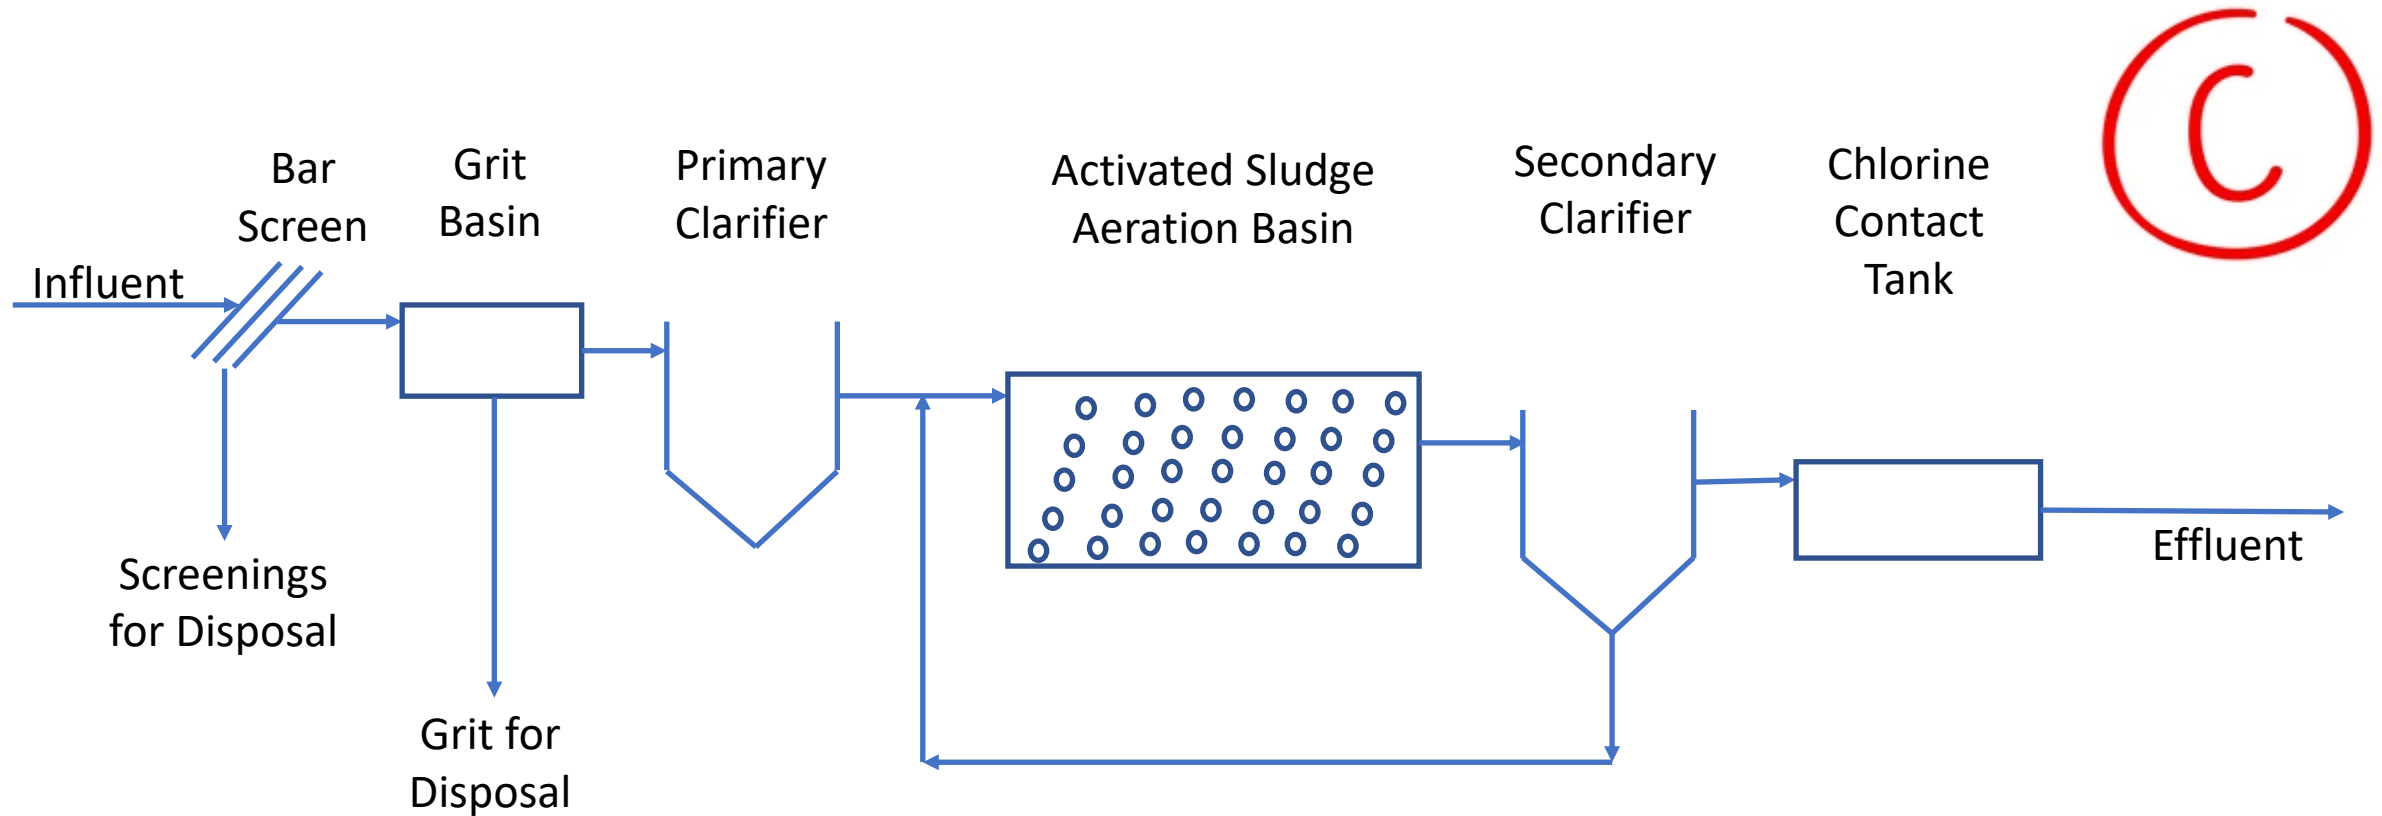 Influent
Bar
Screen
Grit
Basin
Primary
Clarifier
Activated Sludge
Aeration Basin
Secondary
Clarifier
Chlorine
Contact
Tank
C
Screenings
for Disposal
Grit for
Disposal
Effluent